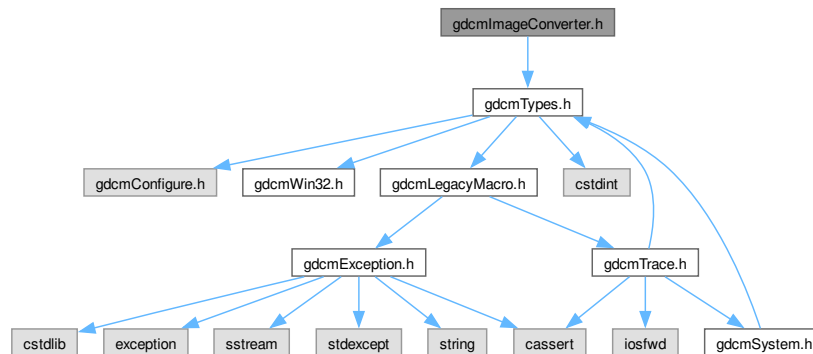 gdcmImageConverter.h
gdcmTypes.h
gdcmConfigure.h
gdcmWin32.h
gdcmLegacyMacro.h
cstdint
gdcmException.h
gdcmTrace.h
cstdlib
exception
sstream
stdexcept
string
cassert
iosfwd
gdcmSystem.h